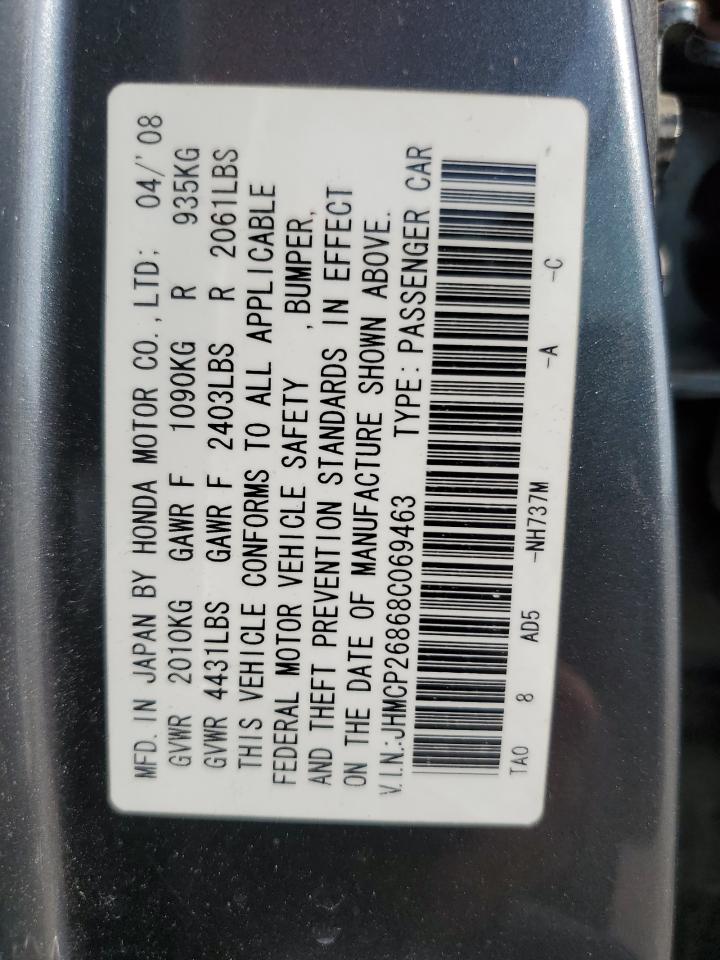 MFD. IN JAPAN BY HONDA MOTOR CO.,LTD; 04/'08
GVWR 2010KG GAWR F 1090KG R 935KG
GVWR 4431LBS GAWR F 2403LBS R 2061LBS
THIS VEHICLE CONFORMS TO ALL APPLICABLE
FEDERAL MOTOR VEHICLE SAFETY , BUMPER,
AND THEFT PREVENTION STANDARDS IN EFFECT
ON THE DATE OF MANUFACTURE SHOWN ABOVE.
V.I.N.:JHMCP26868C069463 TYPE:PASSENGER CAR
TA0 8 AD5 -NH737M -A -C